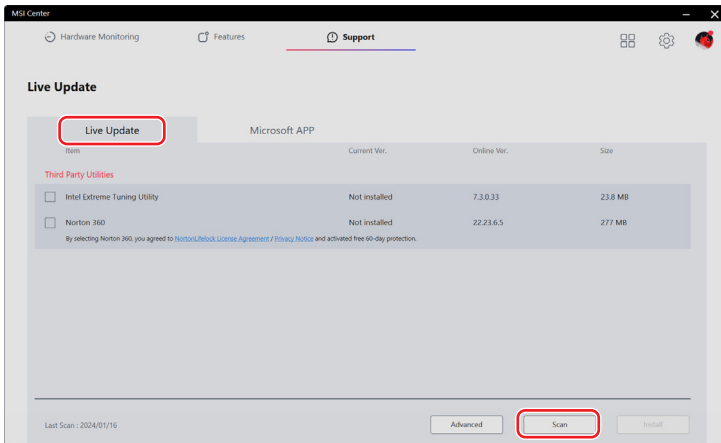 MSI Center
Hardware Monitoring Features Support
Live Update
Live Update Microsoft APP
Item Current Ver. Online Ver. Size
Third Party Utilities
Intel Extreme Tuning Utility Not installed 7.3.0.33 23.8 MB
Norton 360 Not installed 22.23.6.5 277 MB
By selecting Norton 360, you agreed to NortonLifelock License Agreement / Privacy Notice and activated free 60-day protection.
Last Scan : 2024/01/16 Advanced Scan Install